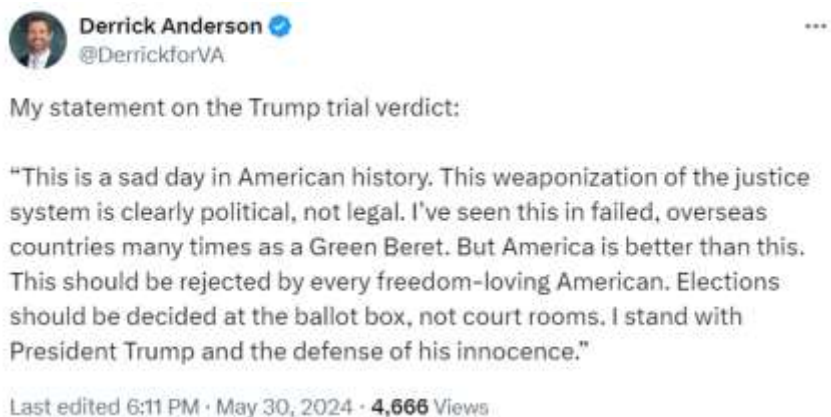 Derrick Anderson
@DerrickforVA
My statement on the Trump trial verdict:
“This is a sad day in American history. This weaponization of the justice
system is clearly political, not legal. I’ve seen this in failed, overseas
countries many times as a Green Beret. But America is better than this.
This should be rejected by every freedom-loving American. Elections
should be decided at the ballot box, not court rooms. I stand with
President Trump and the defense of his innocence.”
Last edited 6:11 PM · May 30, 2024 · 4,666 Views